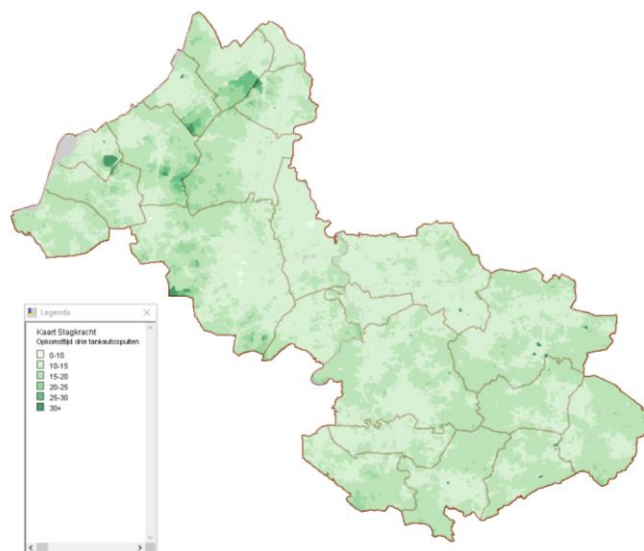 Legenda
Kaart Slagkracht
Opkomsttijd drie tankautospuiten
0-10
10-15
15-20
20-25
25-30
30+